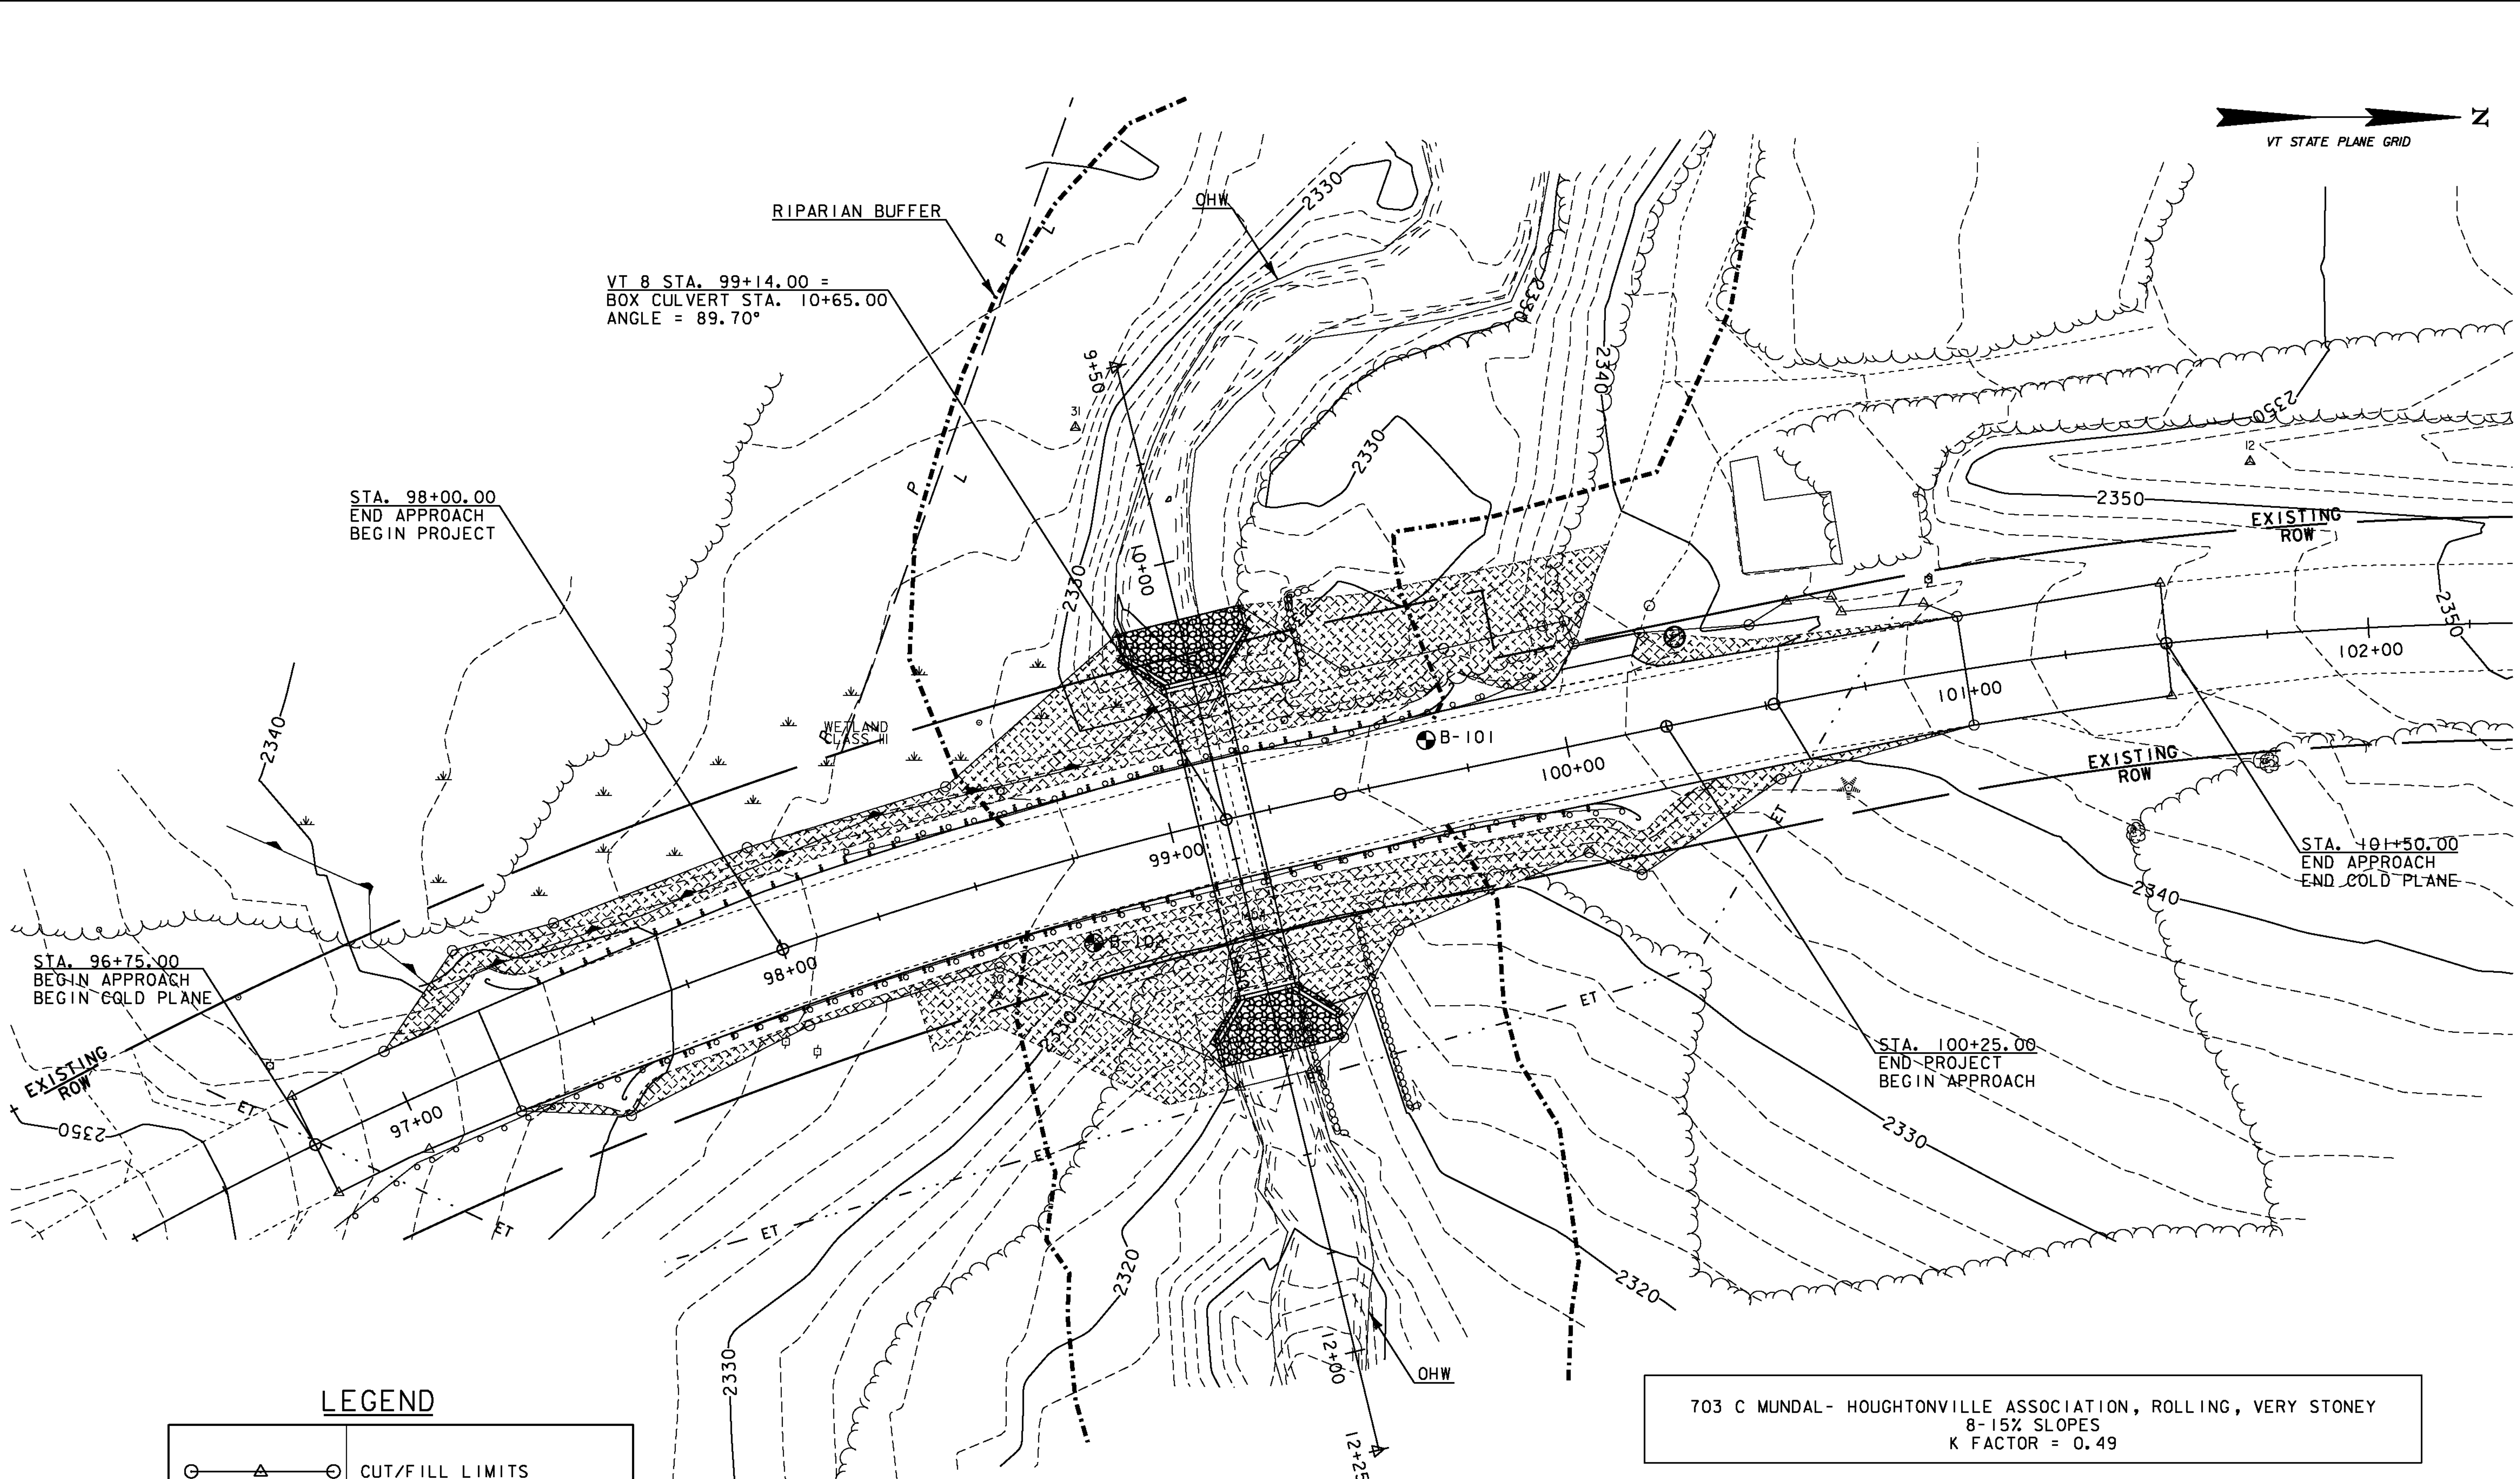 N
VT STATE PLANE GRID
RIPARIAN BUFFER
OHW
2330
P
L
VT 8 STA. 99+14.00 =
BOX CULVERT STA. 10+65.00
ANGLE = 89.70°
2330
2340
9+50
31
2350
2330
12
P
L
2350
STA. 98+00.00
END APPROACH
BEGIN PROJECT
EXISTING
ROW
10+00
2330
2350
102+00
101+00
WETLAND
CLASS III
P
B-101
2340
100+00
EXISTING
ROW
ET
99+00
STA. 101+50.00
END APPROACH
END COLD PLANE
2340
B-102
98+00
STA. 96+75.00
BEGIN APPROACH
BEGIN COLD PLANE
ET
2330
STA. 100+25.00
END PROJECT
BEGIN APPROACH
EXISTING
ROW
ET
97+00
2350
2330
ET
ET
ET
2320
2320
2330
12+00
OHW
12+25
LEGEND
CUT/FILL LIMITS
703 C MUNDAL- HOUGHTONVILLE ASSOCIATION, ROLLING, VERY STONEY
8-15% SLOPES
K FACTOR = 0.49